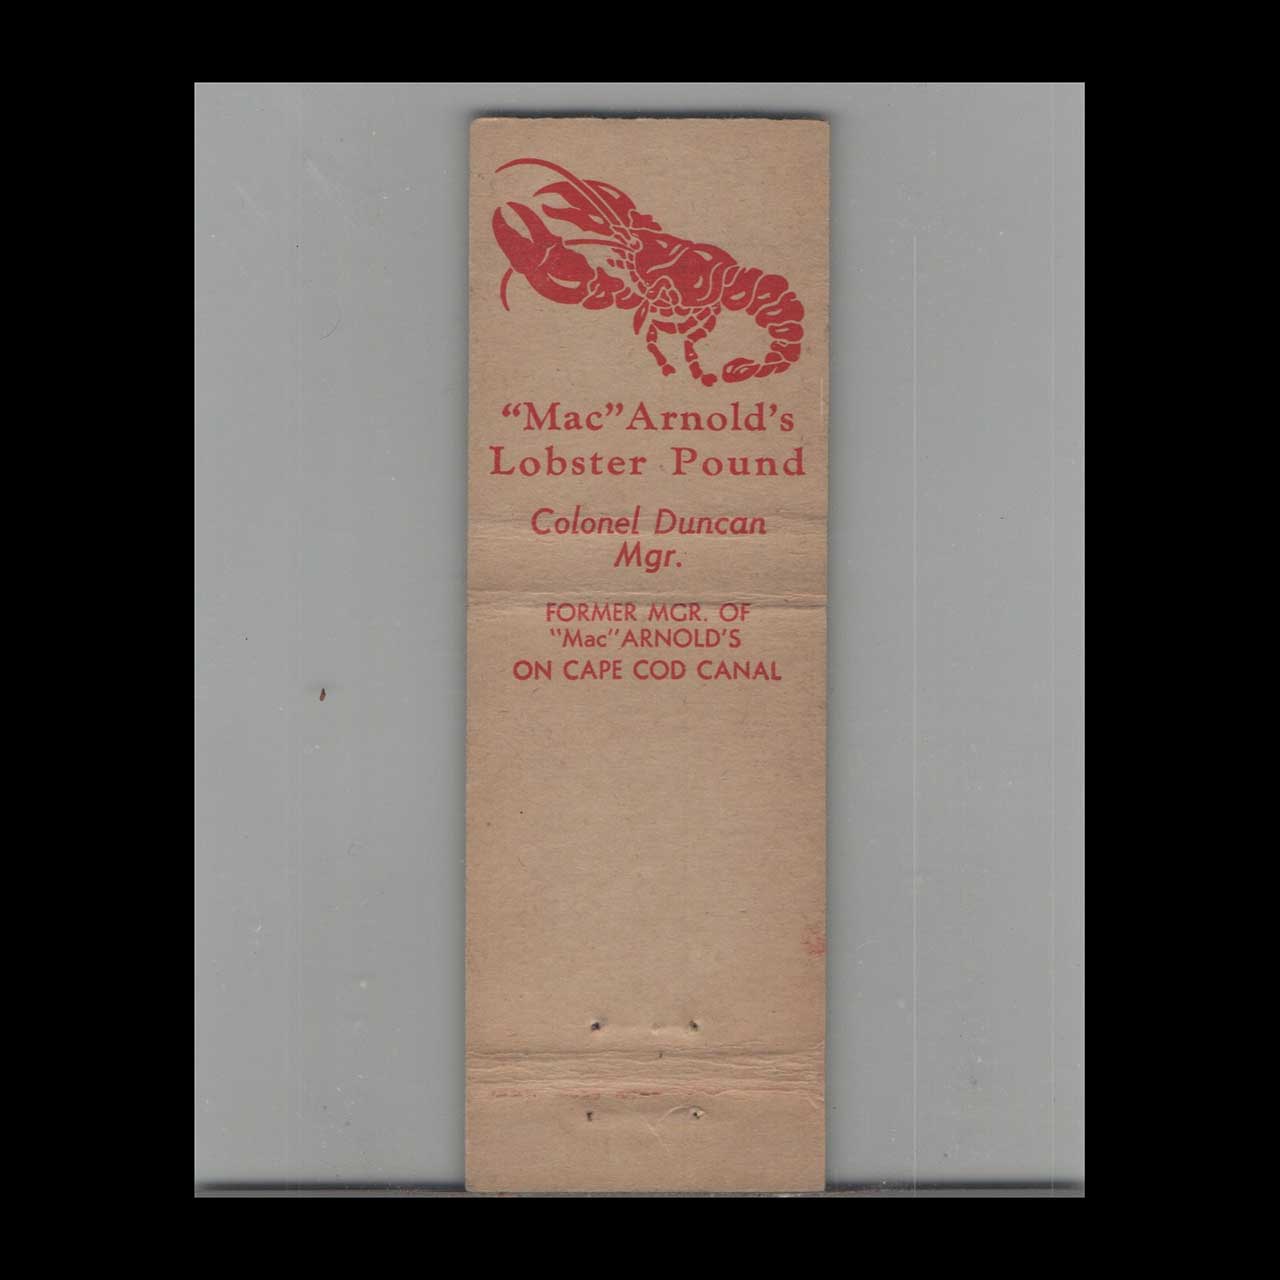 “Mac” Arnold’s
Lobster Pound
Colonel Duncan
Mgr.
FORMER MGR. OF
"Mac" ARNOLD'S
ON CAPE COD CANAL